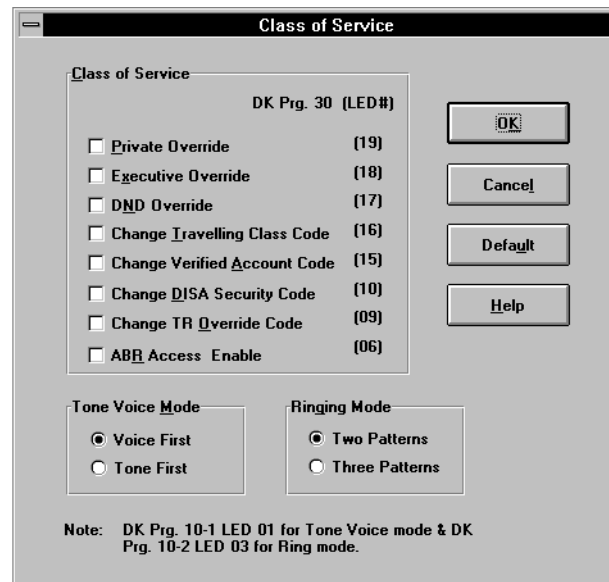 Class of Service
Class of Service
DK Prg. 30 (LED#)
Private Override (19)
Executive Override (18)
DND Override (17)
Change Travelling Class Code (16)
Change Verified Account Code (15)
Change DISA Security Code (10)
Change TR Override Code (09)
ABR Access Enable (06)
OK
Cancel
Default
Help
Tone Voice Mode
Voice First
Tone First
Ringing Mode
Two Patterns
Three Patterns
Note: DK Prg. 10-1 LED 01 for Tone Voice mode & DK
Prg. 10-2 LED 03 for Ring mode.